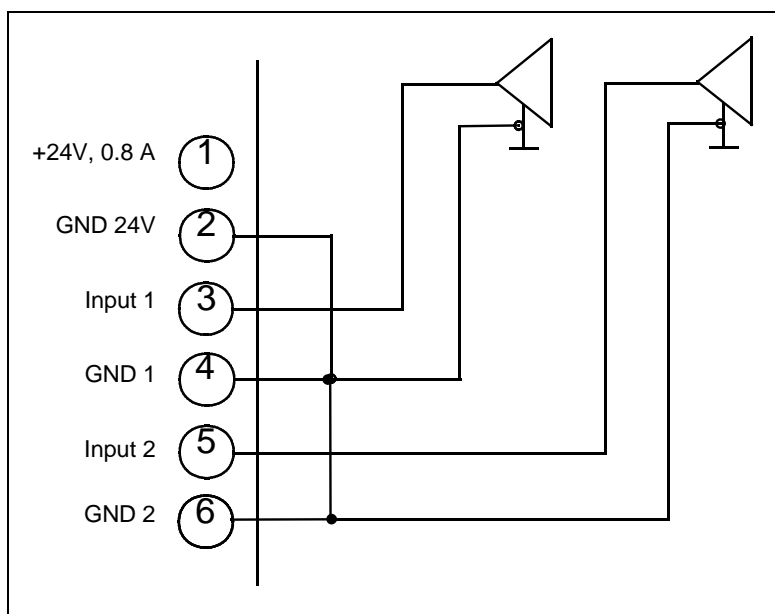 +24V, 0.8 A 1
GND 24V 2
Input 1 3
GND 1 4
Input 2 5
GND 2 6